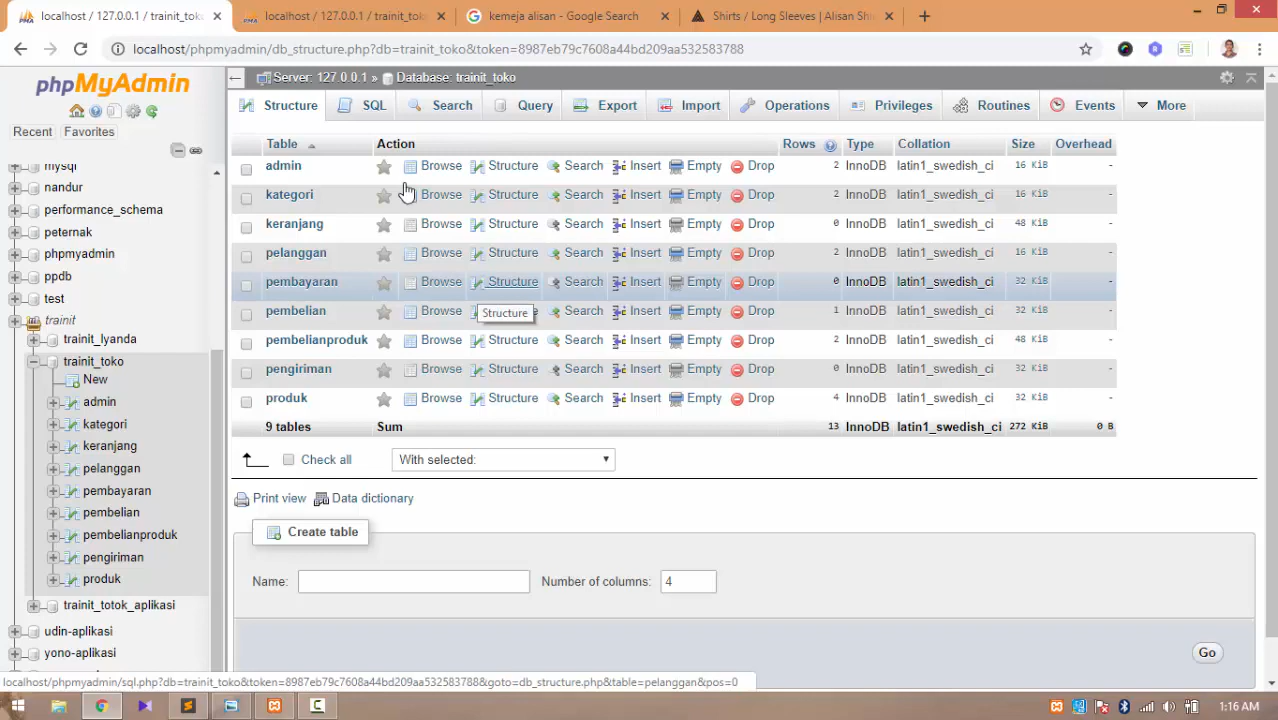 localhost / 127.0.0.1 / trainit_tok
localhost / 127.0.0.1 / trainit_tok
kemeja alisan - Google Search
Shirts / Long Sleeves | Alisan Shi
localhost/phpmyadmin/db_structure.php?db=trainit_toko&token=8987eb79c7608a44bd209aa532583788
phpMyAdmin
Recent
Favorites
mysql
nandur
performance_schema
peternak
phpmyadmin
ppdb
test
trainit
trainit_lyanda
trainit_toko
New
admin
kategori
keranjang
pelanggan
pembayaran
pembelian
pembelianproduk
pengiriman
produk
trainit_totok_aplikasi
udin-aplikasi
yono-aplikasi
Server: 127.0.0.1 » Database: trainit_toko
Structure SQL Search Query Export Import Operations Privileges Routines Events More
Table Action Rows Type Collation Size Overhead
admin Browse Structure Search Insert Empty Drop 2 InnoDB latin1_swedish_ci 16 KiB -
kategori Browse Structure Search Insert Empty Drop 2 InnoDB latin1_swedish_ci 16 KiB -
keranjang Browse Structure Search Insert Empty Drop 0 InnoDB latin1_swedish_ci 48 KiB -
pelanggan Browse Structure Search Insert Empty Drop 2 InnoDB latin1_swedish_ci 16 KiB -
pembayaran Browse Structure Search Insert Empty Drop 0 InnoDB latin1_swedish_ci 32 KiB -
pembelian Browse Structure Search Insert Empty Drop 1 InnoDB latin1_swedish_ci 32 KiB -
pembelianproduk Browse Structure Search Insert Empty Drop 2 InnoDB latin1_swedish_ci 48 KiB -
pengiriman Browse Structure Search Insert Empty Drop 0 InnoDB latin1_swedish_ci 32 KiB -
produk Browse Structure Search Insert Empty Drop 4 InnoDB latin1_swedish_ci 32 KiB -
9 tables Sum 13 InnoDB latin1_swedish_ci 272 KiB 0 B
Check all With selected:
Print view Data dictionary
Create table
Name: Number of columns: 4
Go
localhost/phpmyadmin/sql.php?db=trainit_toko&token=8987eb79c7608a44bd209aa532583788&goto=db_structure.php&table=pelanggan&pos=0
1:16 AM